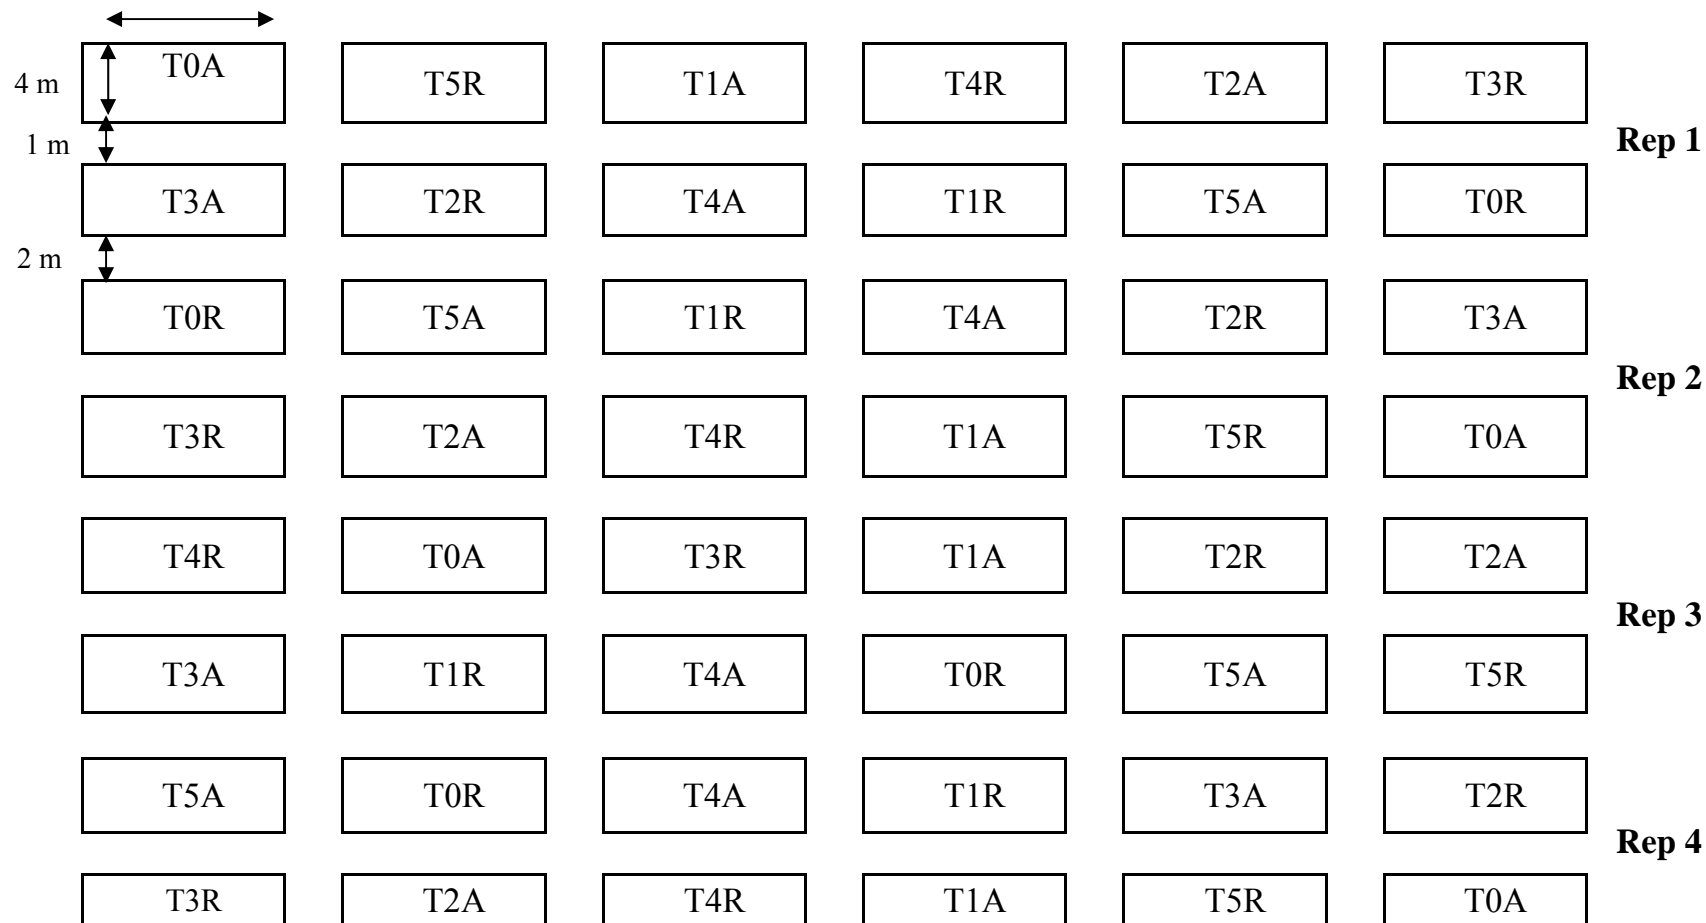 4 m T0A T5R T1A T4R T2A T3R
1 m Rep 1
T3A T2R T4A T1R T5A T0R
2 m
T0R T5A T1R T4A T2R T3A
Rep 2
T3R T2A T4R T1A T5R T0A
T4R T0A T3R T1A T2R T2A
Rep 3
T3A T1R T4A T0R T5A T5R
T5A T0R T4A T1R T3A T2R
Rep 4
T3R T2A T4R T1A T5R T0A